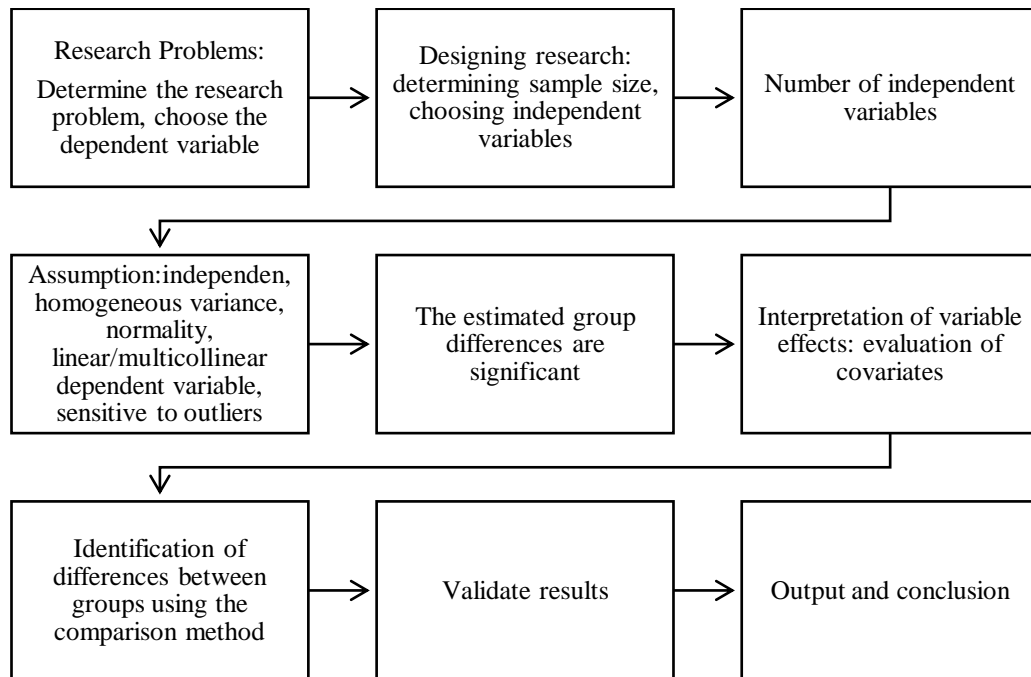 Research Problems:
Determine the research
problem, choose the
dependent variable
Designing research:
determining sample size,
choosing independent
variables
Number of independent
variables
Assumption:independen,
homogeneous variance,
normality,
linear/multicollinear
dependent variable,
sensitive to outliers
The estimated group
differences are
significant
Interpretation of variable
effects: evaluation of
covariates
Identification of
differences between
groups using the
comparison method
Validate results
Output and conclusion